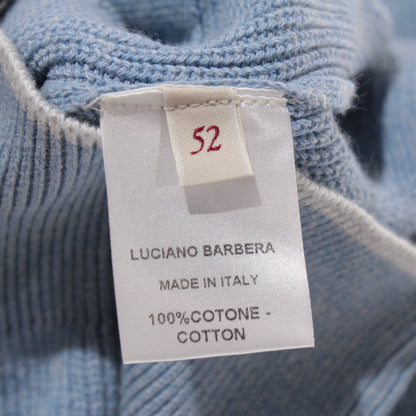 52
LUCIANO BARBERA
MADE IN ITALY
100%COTONE -
COTTON